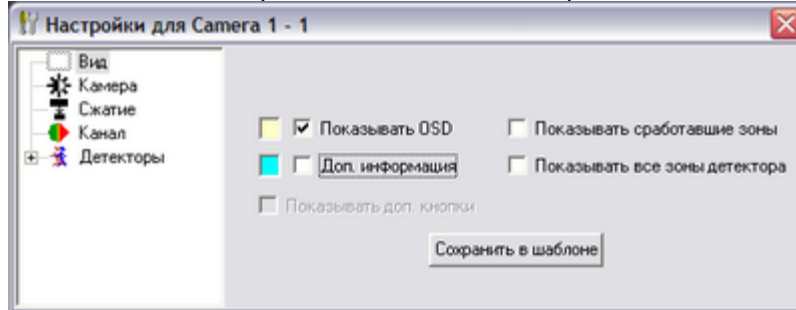 Настройки для Camera 1 - 1
Вид
Камера
Сжатие
Канал
Детекторы
Показывать OSD
Показывать сработавшие зоны
Доп. информация
Показывать все зоны детектора
Показывать доп. кнопки
Сохранить в шаблоне